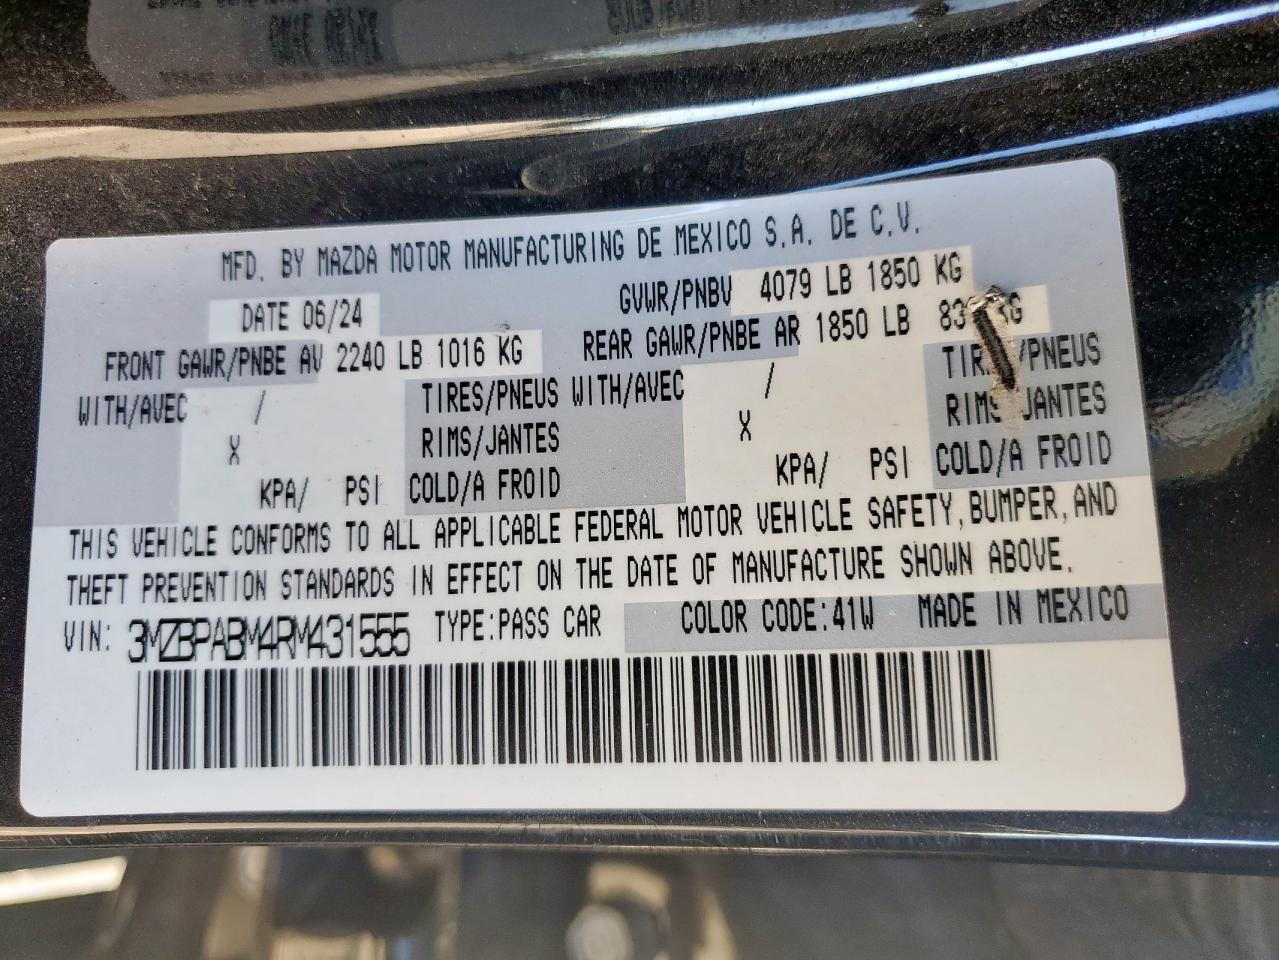 MFD. BY MAZDA MOTOR MANUFACTURING DE MEXICO S.A. DE C.V.
DATE 06/24 GVWR/PNBV 4079 LB 1850 KG
FRONT GAWR/PNBE AV 2240 LB 1016 KG REAR GAWR/PNBE AR 1850 LB KG
WITH/AVEC / TIRES/PNEUS WITH/AVEC / TIRES/PNEUS
X RIMS/JANTES X RIMS/JANTES
KPA/ PSI COLD/A FROID KPA/ PSI COLD/A FROID
THIS VEHICLE CONFORMS TO ALL APPLICABLE FEDERAL MOTOR VEHICLE SAFETY, BUMPER, AND
THEFT PREVENTION STANDARDS IN EFFECT ON THE DATE OF MANUFACTURE SHOWN ABOVE.
VIN: 3MZBPABM4RM431555 TYPE:PASS CAR COLOR CODE:41W MADE IN MEXICO